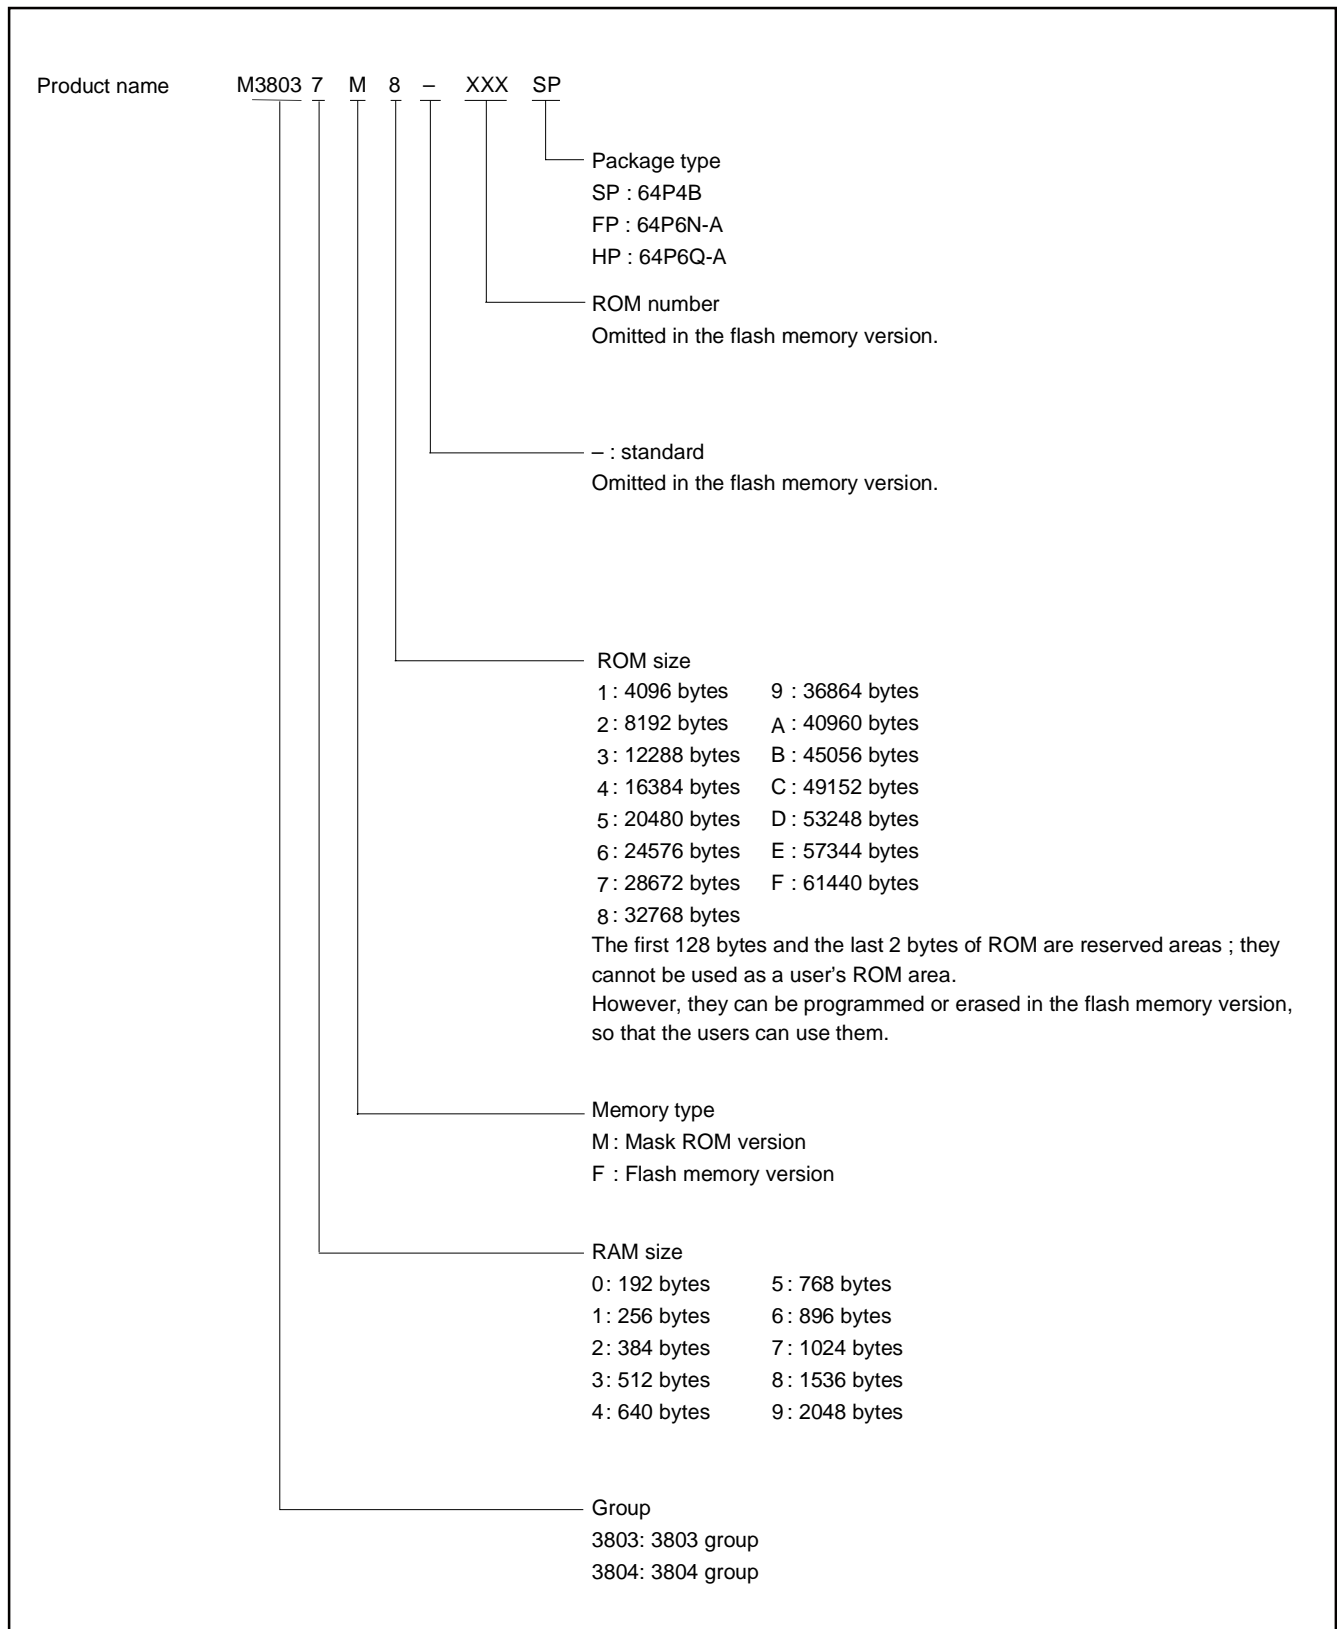 Product name M3803 7 M 8 – XXX SP
Package type
SP : 64P4B
FP : 64P6N-A
HP : 64P6Q-A
ROM number
Omitted in the flash memory version.
– : standard
Omitted in the flash memory version.
ROM size
1 : 4096 bytes 9 : 36864 bytes
2 : 8192 bytes A : 40960 bytes
3 : 12288 bytes B : 45056 bytes
4 : 16384 bytes C : 49152 bytes
5 : 20480 bytes D : 53248 bytes
6 : 24576 bytes E : 57344 bytes
7 : 28672 bytes F : 61440 bytes
8 : 32768 bytes
The first 128 bytes and the last 2 bytes of ROM are reserved areas ; they
cannot be used as a user’s ROM area.
However, they can be programmed or erased in the flash memory version,
so that the users can use them.
Memory type
M : Mask ROM version
F : Flash memory version
RAM size
0 : 192 bytes 5 : 768 bytes
1 : 256 bytes 6 : 896 bytes
2 : 384 bytes 7 : 1024 bytes
3 : 512 bytes 8 : 1536 bytes
4 : 640 bytes 9 : 2048 bytes
Group
3803: 3803 group
3804: 3804 group